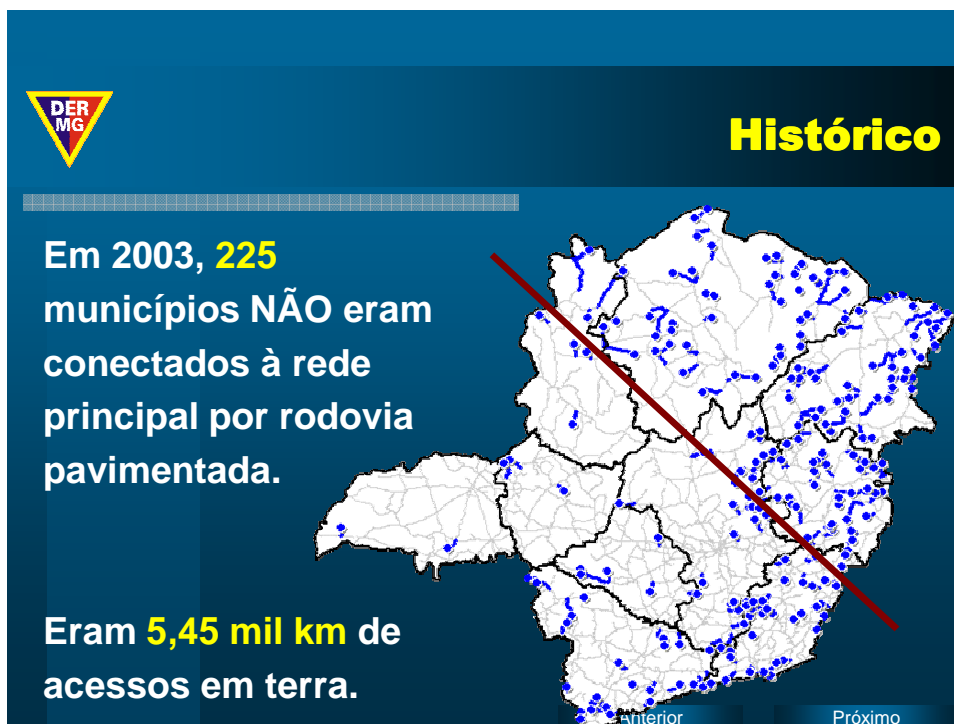 DER
MG
Histórico
Em 2003, 225
municípios NÃO eram
conectados à rede
principal por rodovia
pavimentada.
Eram 5,45 mil km de
acessos em terra.
Anterior
Próximo